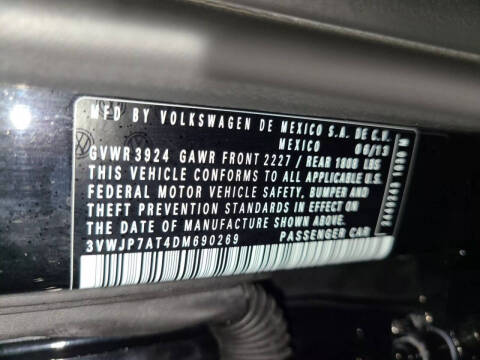 MFD BY VOLKSWAGEN DE MEXICO S.A. DE C.V.
MEXICO 06/13
GVWR 3924 GAWR FRONT 2227 / REAR 1808 LBS
THIS VEHICLE CONFORMS TO ALL APPLICABLE U.S.
FEDERAL MOTOR VEHICLE SAFETY, BUMPER AND
THEFT PREVENTION STANDARDS IN EFFECT ON
THE DATE OF MANUFACTURE SHOWN ABOVE.
3VWJP7AT4DM690269 PASSENGER CAR